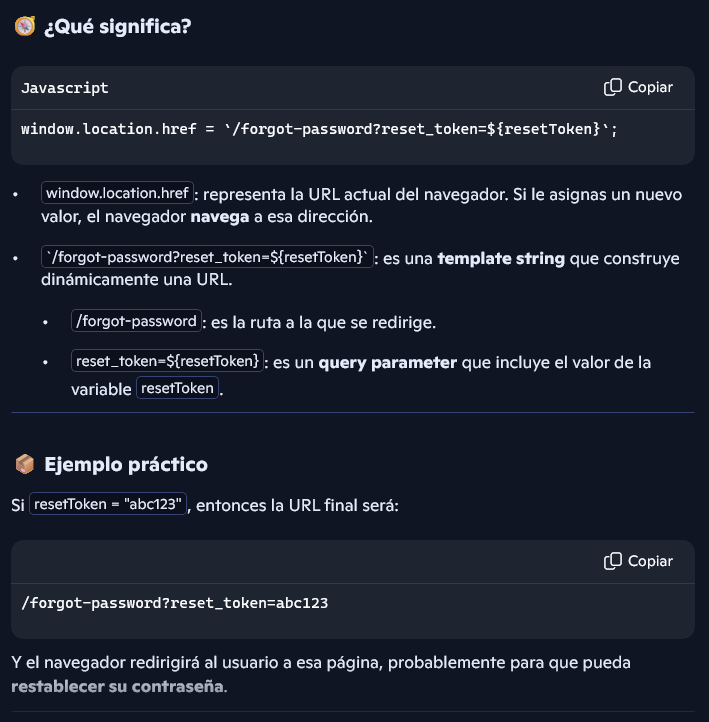 🧭 ¿Qué significa?
Javascript
Copiar
window.location.href = `/forgot-password?reset_token=${resetToken}`;
• window.location.href: representa la URL actual del navegador. Si le asignas un nuevo
valor, el navegador navega a esa dirección.
• `/forgot-password?reset_token=${resetToken}`: es una template string que construye
dinámicamente una URL.
• /forgot-password: es la ruta a la que se redirige.
• reset_token=${resetToken}: es un query parameter que incluye el valor de la
variable resetToken.
📦 Ejemplo práctico
Si resetToken = "abc123", entonces la URL final será:
Copiar
/forgot-password?reset_token=abc123
Y el navegador redirigirá al usuario a esa página, probablemente para que pueda
restablecer su contraseña.